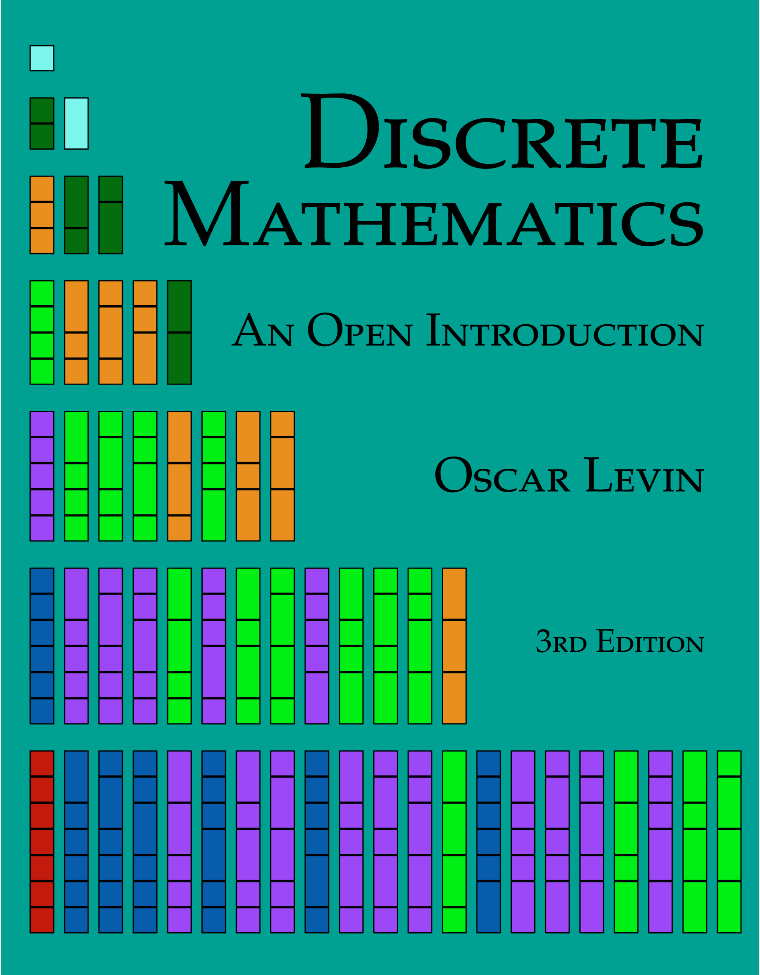 Discrete
Mathematics
An Open Introduction
Oscar Levin
3rd Edition